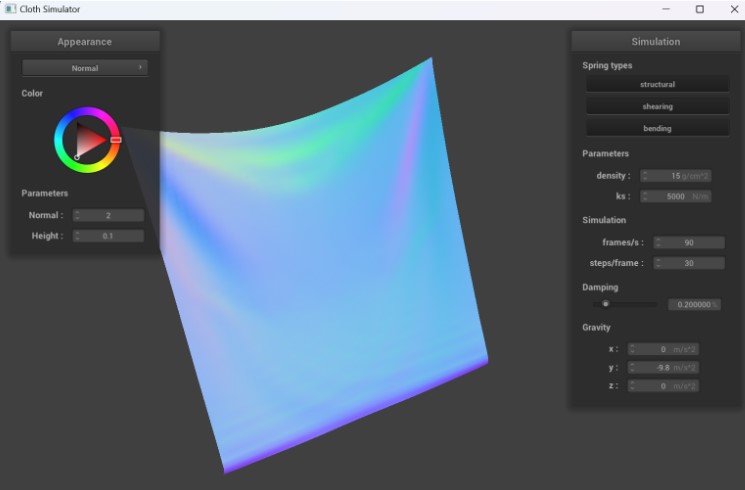 Cloth Simulator
Appearance
Normal
Color
Parameters
Normal : 2
Height : 0.1
Simulation
Spring types
structural
shearing
bending
Parameters
density : 15 g/cm^2
ks : 5000 N/m
Simulation
frames/s : 90
steps/frame : 30
Damping
0.200000 %
Gravity
x : 0 m/s^2
y : -9.8 m/s^2
z : 0 m/s^2